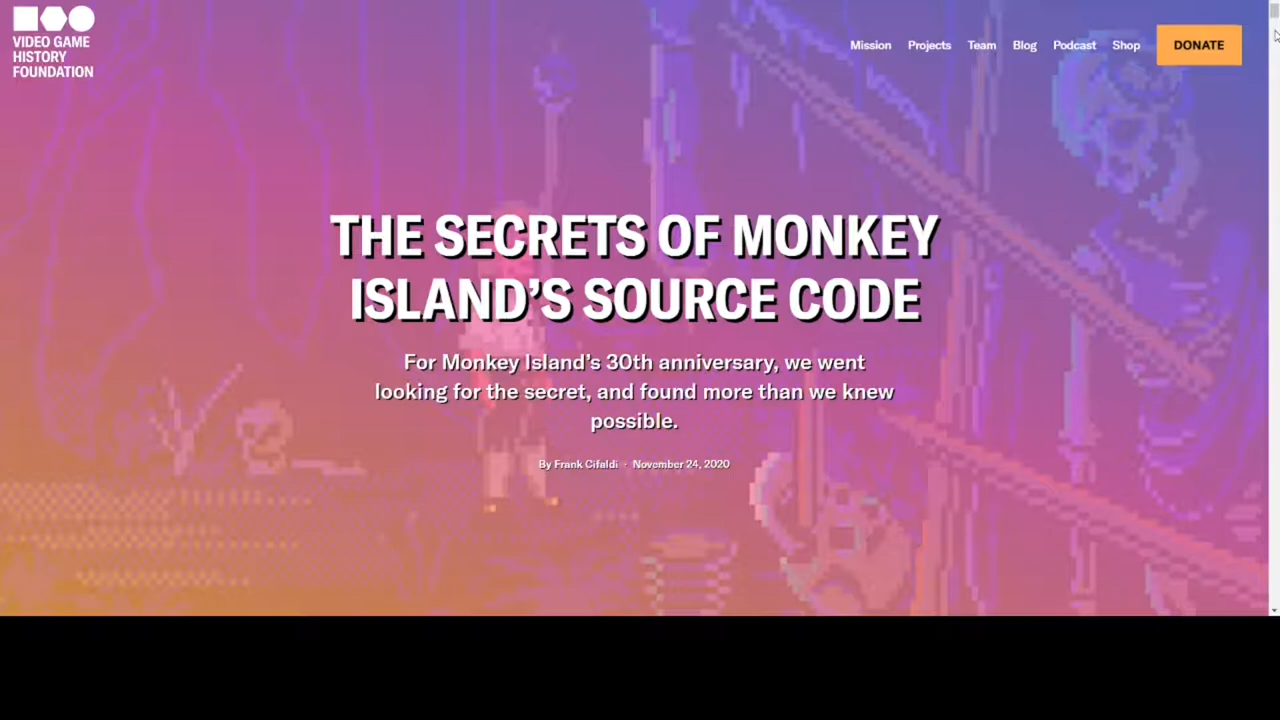 VIDEO GAME
HISTORY
FOUNDATION
Mission Projects Team Blog Podcast Shop DONATE
THE SECRETS OF MONKEY
ISLAND’S SOURCE CODE
For Monkey Island’s 30th anniversary, we went
looking for the secret, and found more than we knew
possible.
By Frank Cifaldi · November 24, 2020